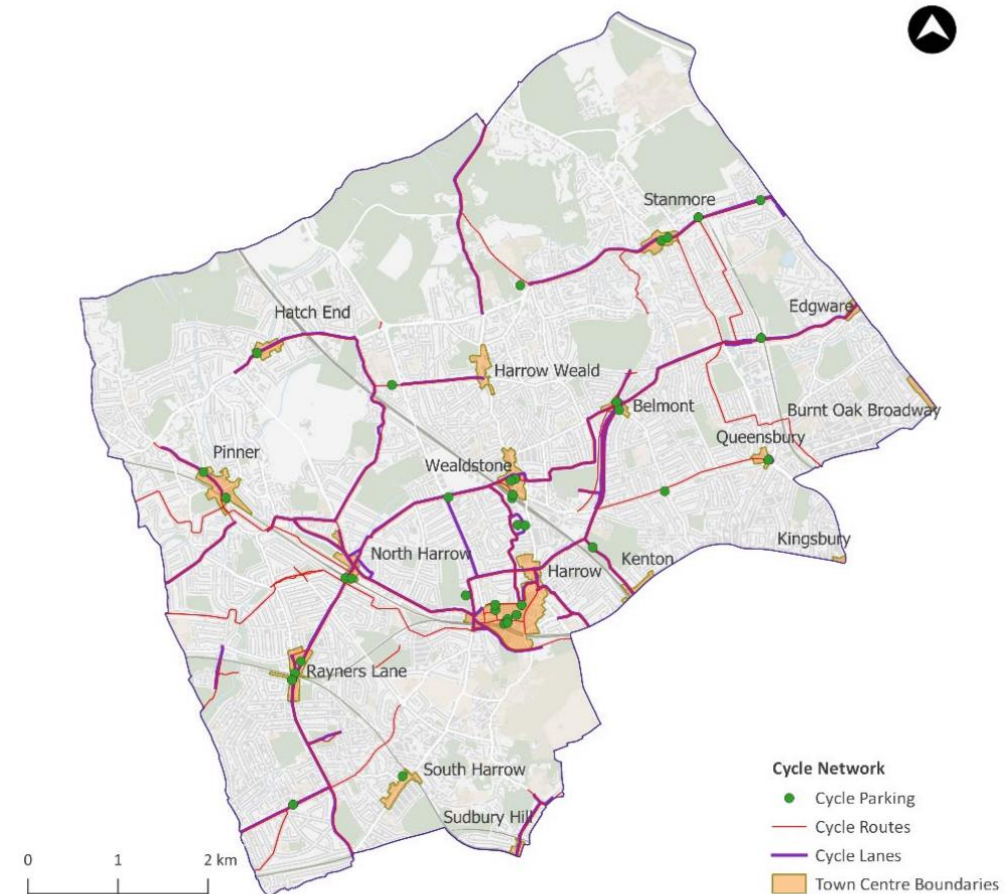 Stanmore
Edgware
Hatch End
Harrow Weald
Belmont
Burnt Oak Broadway
Queensbury
Pinner
Wealdstone
Kingsbury
North Harrow
Kenton
Harrow
Rayners Lane
South Harrow
Sudbury Hill
Cycle Network
Cycle Parking
Cycle Routes
Cycle Lanes
Town Centre Boundaries
0 1 2 km